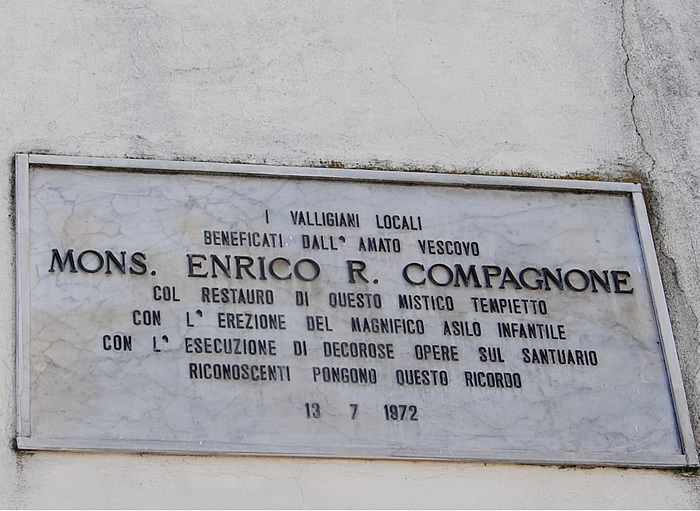 I VALLIGIANI LOCALI
BENEFICATI DALL' AMATO VESCOVO
MONS. ENRICO R. COMPAGNONE
COL RESTAURO DI QUESTO MISTICO TEMPIETTO
CON L' EREZIONE DEL MAGNIFICO ASILO INFANTILE
CON L' ESECUZIONE DI DECOROSE OPERE SUL SANTUARIO
RICONOSCENTI PONGONO QUESTO RICORDO
13 7 1972